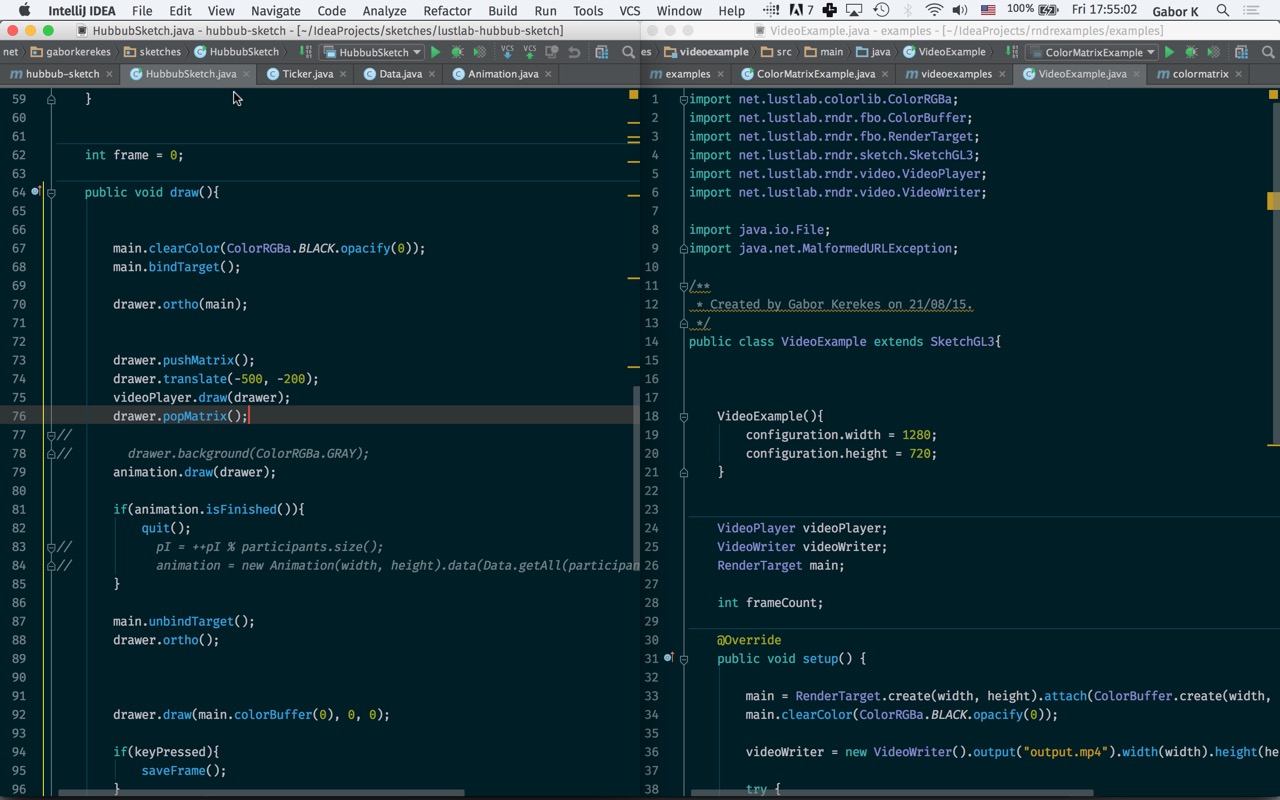 Intellij IDEA File Edit View Navigate Code Analyze Refactor Build Run Tools VCS Window Help 7 100% Fri 17:55:02 Gabor K
HubbubSketch.java - hubbub-sketch - [~/IdeaProjects/sketches/lustlab-hubbub-sketch]
net gaborkerekes sketches HubbubSketch HubbubSketch VCS VCS
hubbub-sketch HubbubSketch.java Ticker.java Data.java Animation.java
59 }
60
61
62 int frame = 0;
63
64 public void draw(){
65
66
67 main.clearColor(ColorRGBa.BLACK.opacify(0));
68 main.bindTarget();
69
70 drawer.ortho(main);
71
72
73 drawer.pushMatrix();
74 drawer.translate(-500, -200);
75 videoPlayer.draw(drawer);
76 drawer.popMatrix();
77 //
78 // drawer.background(ColorRGBa.GRAY);
79 animation.draw(drawer);
80
81 if(animation.isFinished()){
82 quit();
83 // pI = ++pI % participants.size();
84 // animation = new Animation(width, height).data(Data.getAll(participan
85 }
86
87 main.unbindTarget();
88 drawer.ortho();
89
90
91
92 drawer.draw(main.colorBuffer(0), 0, 0);
93
94 if(keyPressed){
95 saveFrame();
96 }
VideoExample.java - examples - [~/IdeaProjects/rndrexamples/examples]
es videoexample src main java VideoExample ColorMatrixExample
examples ColorMatrixExample.java videoexamples VideoExample.java colormatrix
1 import net.lustlab.colorlib.ColorRGBa;
2 import net.lustlab.rndr.fbo.ColorBuffer;
3 import net.lustlab.rndr.fbo.RenderTarget;
4 import net.lustlab.rndr.sketch.SketchGL3;
5 import net.lustlab.rndr.video.VideoPlayer;
6 import net.lustlab.rndr.video.VideoWriter;
7
8 import java.io.File;
9 import java.net.MalformedURLException;
10
11 /**
12 * Created by Gabor Kerekes on 21/08/15.
13 */
14 public class VideoExample extends SketchGL3{
15
16
17
18 VideoExample(){
19 configuration.width = 1280;
20 configuration.height = 720;
21 }
22
23
24 VideoPlayer videoPlayer;
25 VideoWriter videoWriter;
26 RenderTarget main;
27
28 int frameCount;
29
30 @Override
31 public void setup() {
32
33 main = RenderTarget.create(width, height).attach(ColorBuffer.create(width,
34 main.clearColor(ColorRGBa.BLACK.opacify(0));
35
36 videoWriter = new VideoWriter().output("output.mp4").width(width).height(he
37
38 try {